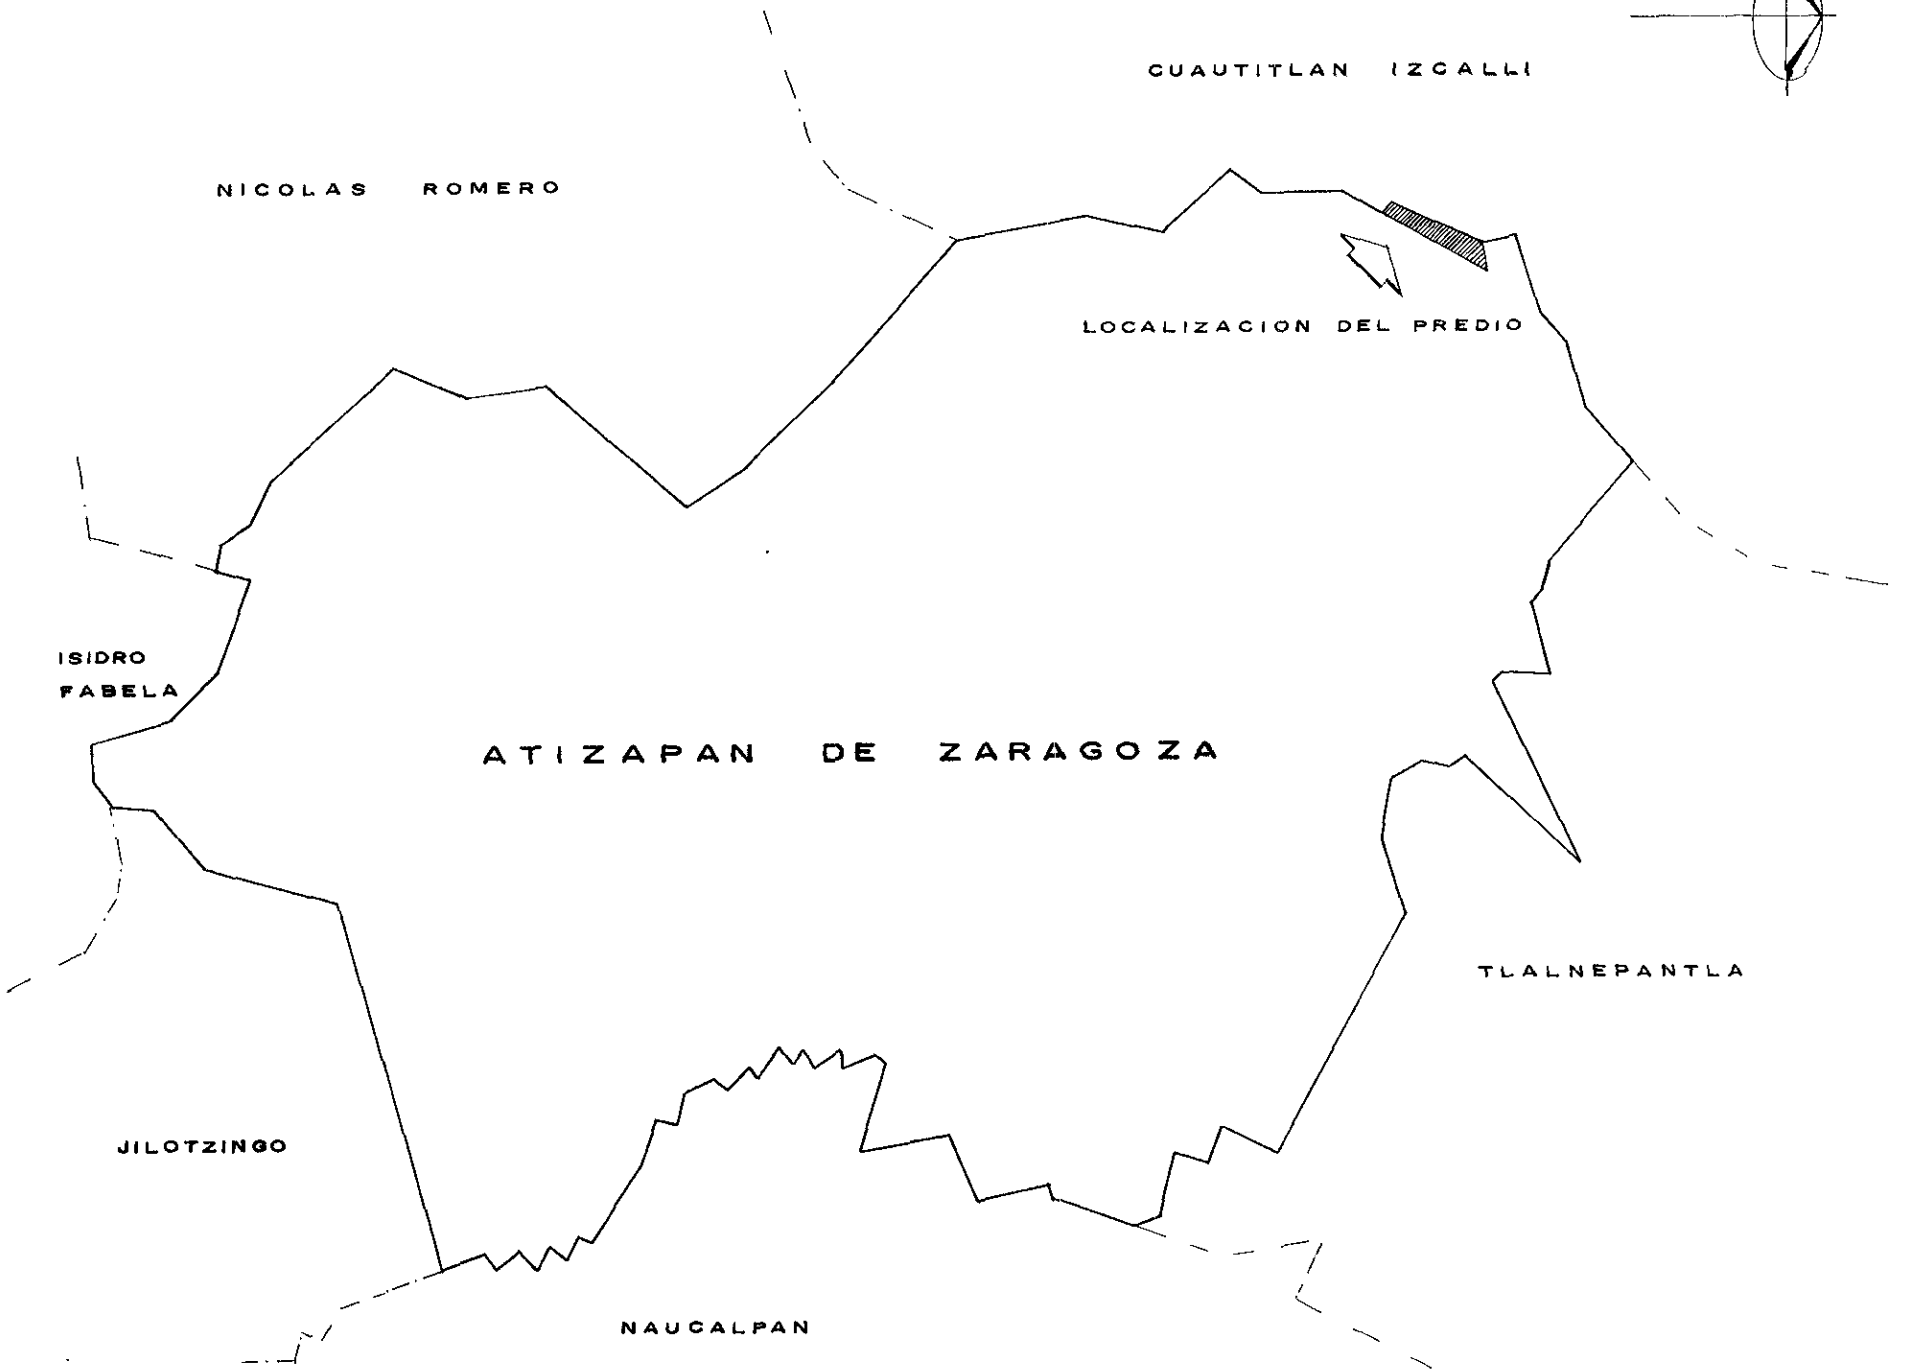 CUAUTITLAN IZCALLI
NICOLAS ROMERO
LOCALIZACION DEL PREDIO
ISIDRO
FABELA
ATIZAPAN DE ZARAGOZA
TLALNEPANTLA
JILOTZINGO
NAUCALPAN